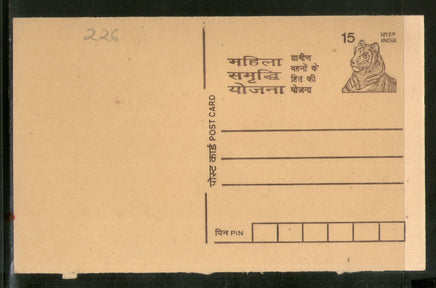 226
महिला
समृद्धि
योजना
ग्रामीण
बहनों के
हित की
योजना
15
भारत
INDIA
पोस्ट कार्ड POST CARD
पिन PIN